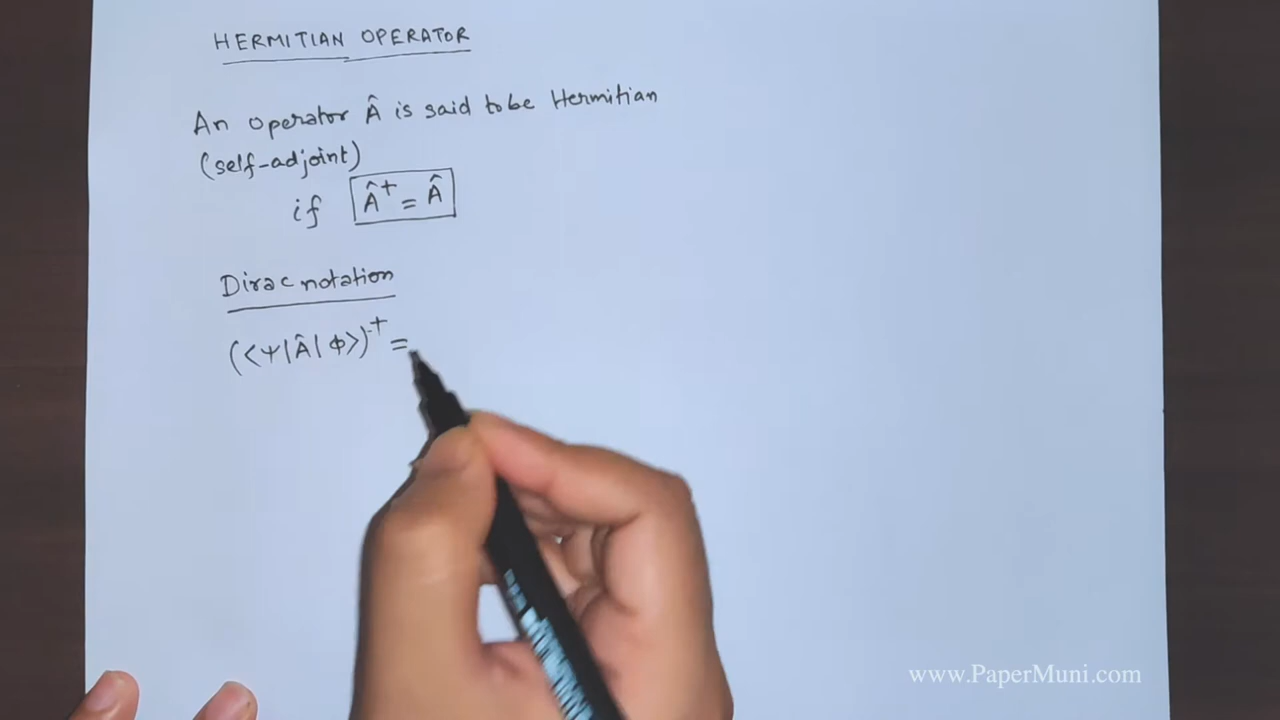 HERMITIAN OPERATOR
An operator Â is said to be Hermitian
(self-adjoint)
if Â⁺ = Â
Dirac notation
(<Ψ|Â|Φ>)⁺ =
www.PaperMuni.com